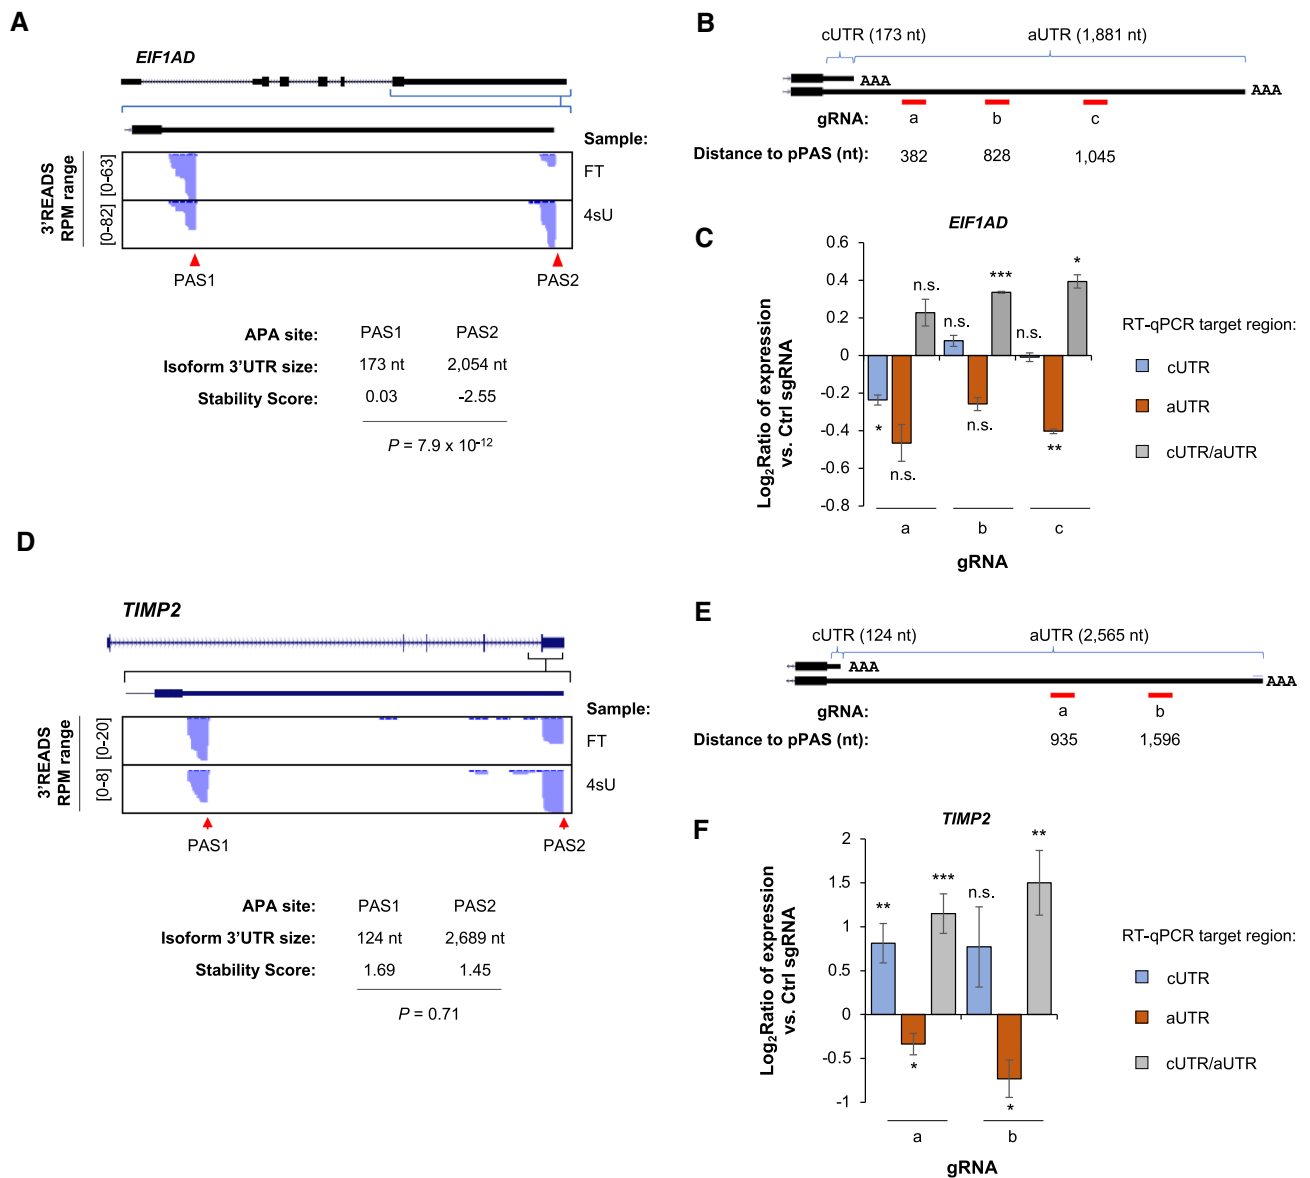 A
EIF1AD
Sample:
3'READS
RPM range
[0-63]
[0-82]
FT
4sU
PAS1
PAS2
APA site: PAS1 PAS2
Isoform 3'UTR size: 173 nt 2,054 nt
Stability Score: 0.03 -2.55
P = 7.9 x 10-12
B
cUTR (173 nt) aUTR (1,881 nt)
AAA
AAA
gRNA: a b c
Distance to pPAS (nt): 382 828 1,045
C
EIF1AD
Log2Ratio of expression
vs. Ctrl sgRNA
0.6
0.4
0.2
0
-0.2
-0.4
-0.6
-0.8
*
n.s.
n.s.
n.s.
n.s.
***
n.s.
**
*
a b c
gRNA
RT-qPCR target region:
cUTR
aUTR
cUTR/aUTR
D
TIMP2
Sample:
3'READS
RPM range
[0-20]
[0-8]
FT
4sU
PAS1
PAS2
APA site: PAS1 PAS2
Isoform 3'UTR size: 124 nt 2,689 nt
Stability Score: 1.69 1.45
P = 0.71
E
cUTR (124 nt) aUTR (2,565 nt)
AAA
AAA
gRNA: a b
Distance to pPAS (nt): 935 1,596
F
TIMP2
Log2Ratio of expression
vs. Ctrl sgRNA
2
1.5
1
0.5
0
-0.5
-1
**
*
***
n.s.
*
**
a b
gRNA
RT-qPCR target region:
cUTR
aUTR
cUTR/aUTR